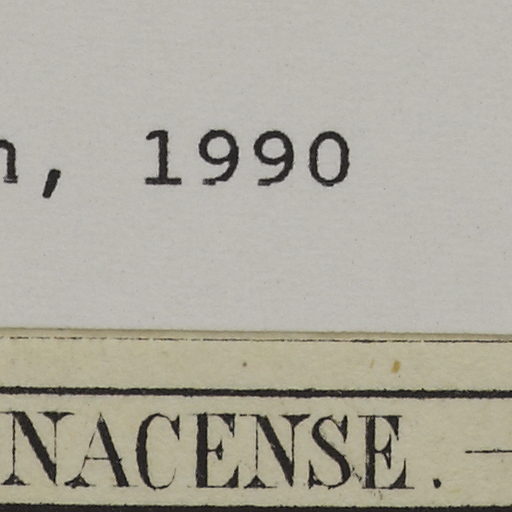 n, 1990
NACENSE. —